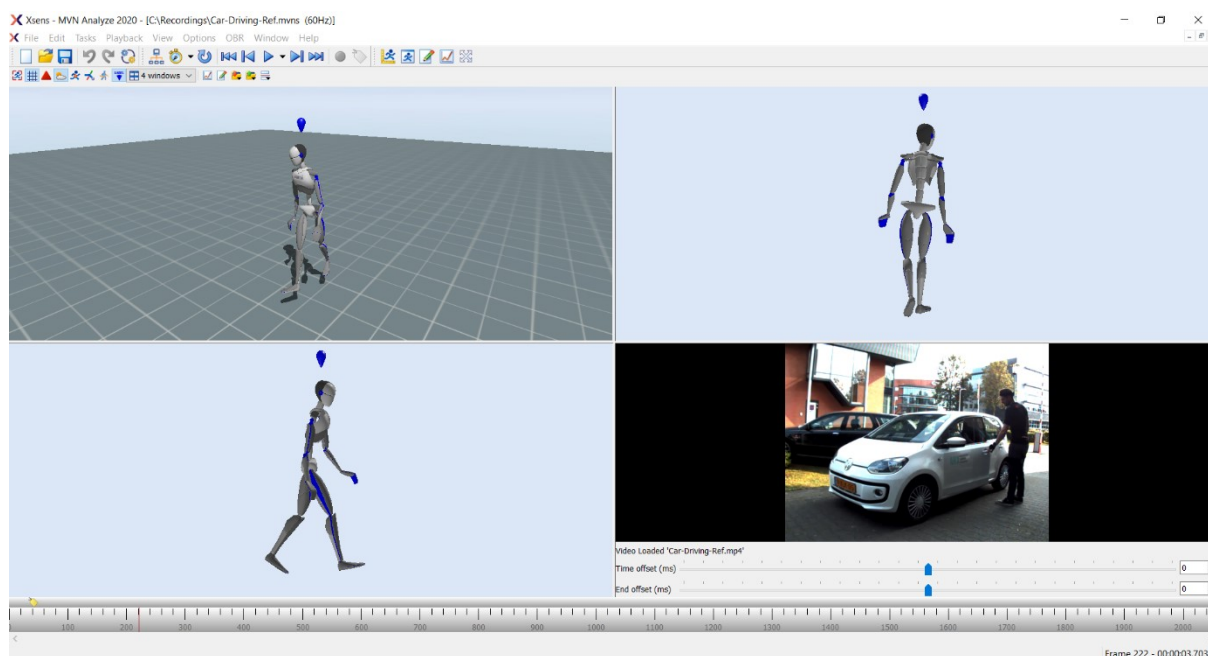 Xsens - MVN Analyze 2020 - [C:\Recordings\Car-Driving-Ref.mvns (60Hz)]
File Edit Tasks Playback View Options OBR Window Help
4 windows
Video Loaded 'Car-Driving-Ref.mp4'
Time offset (ms) 0
End offset (ms) 0
100 200 300 400 500 600 700 800 900 1000 1100 1200 1300 1400 1500 1600 1700 1800 1900 2000
Frame 222 - 00:00:03.703